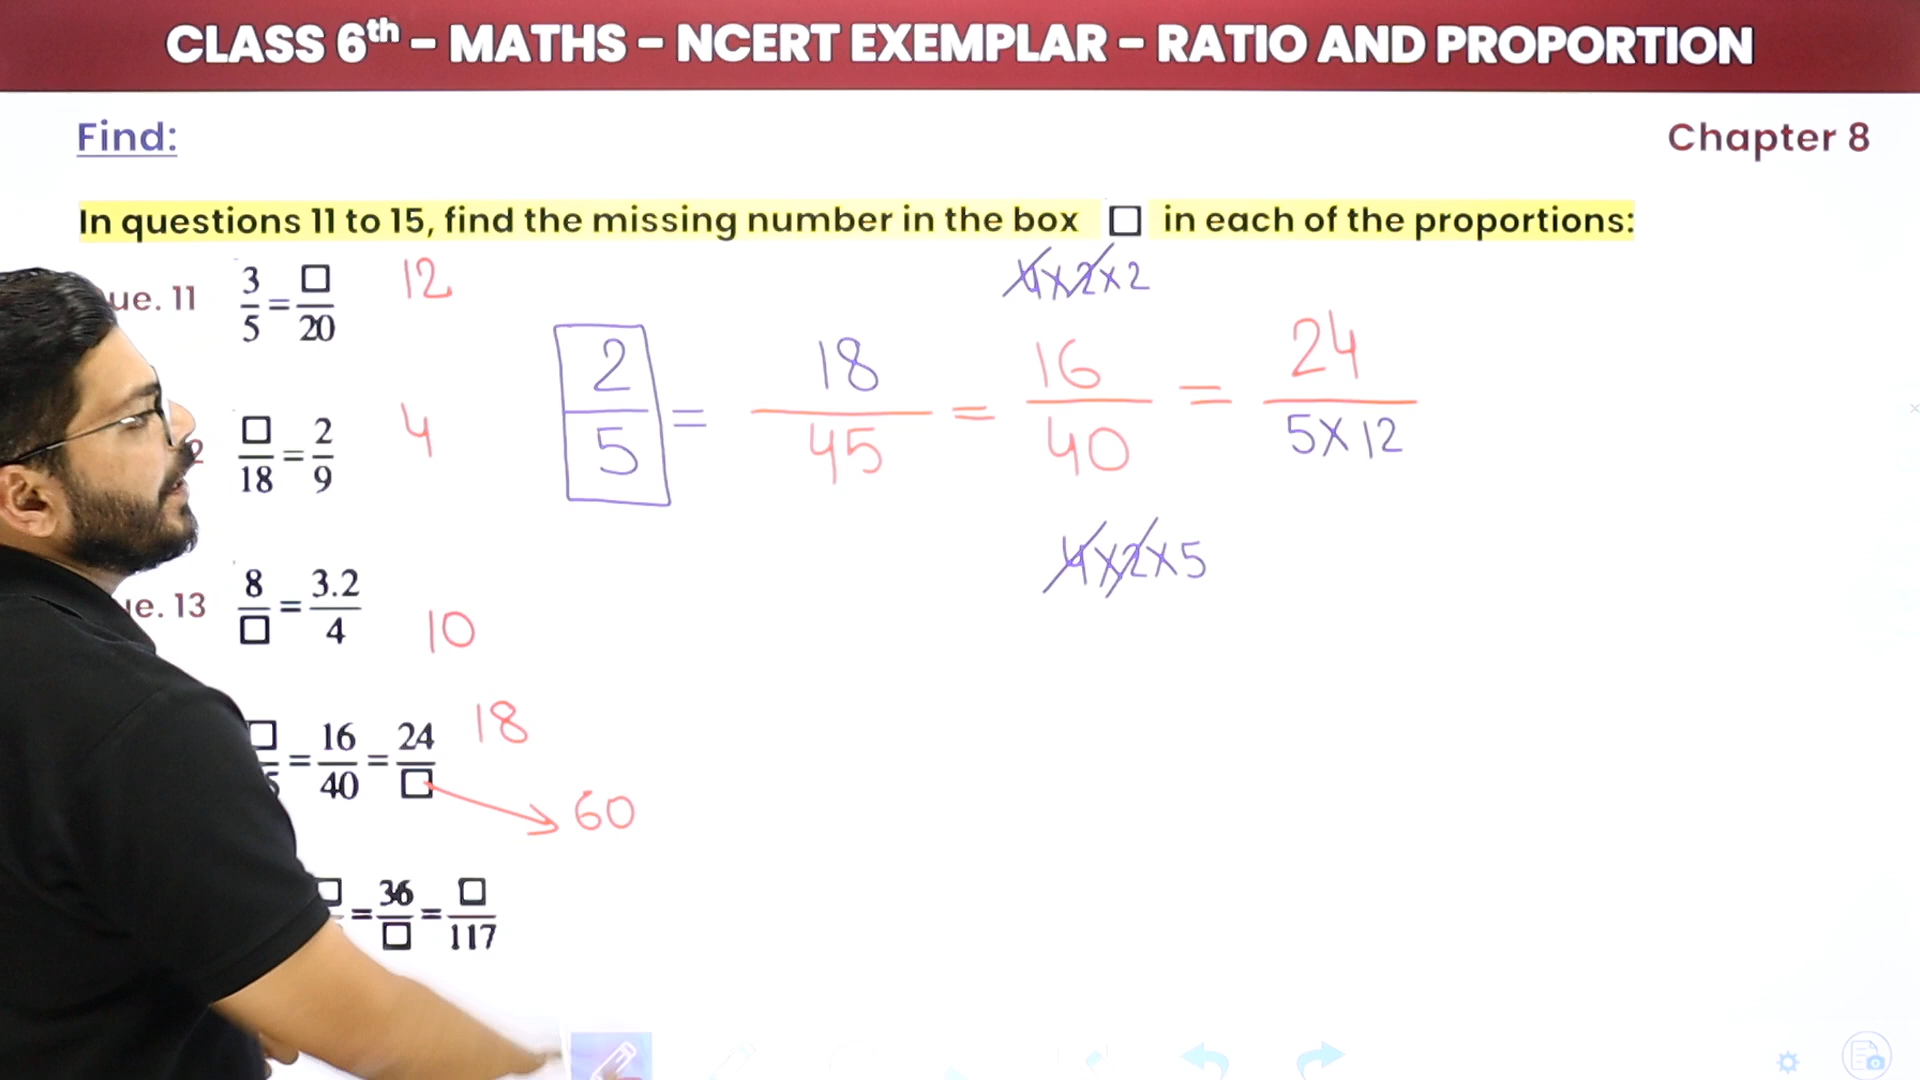 CLASS 6th – MATHS – NCERT EXEMPLAR – RATIO AND PROPORTION
Find:
Chapter 8
In questions 11 to 15, find the missing number in the box □ in each of the proportions:
ue. 11 3/5 = □/20 12
4×2×2
2/5 = 18/45 = 16/40 = 24/5×12
2 □/18 = 2/9 4
4×2×5
ue. 13 8/□ = 3.2/4 10
□/5 = 16/40 = 24/□ 18
60
□ = 36/□ = □/117